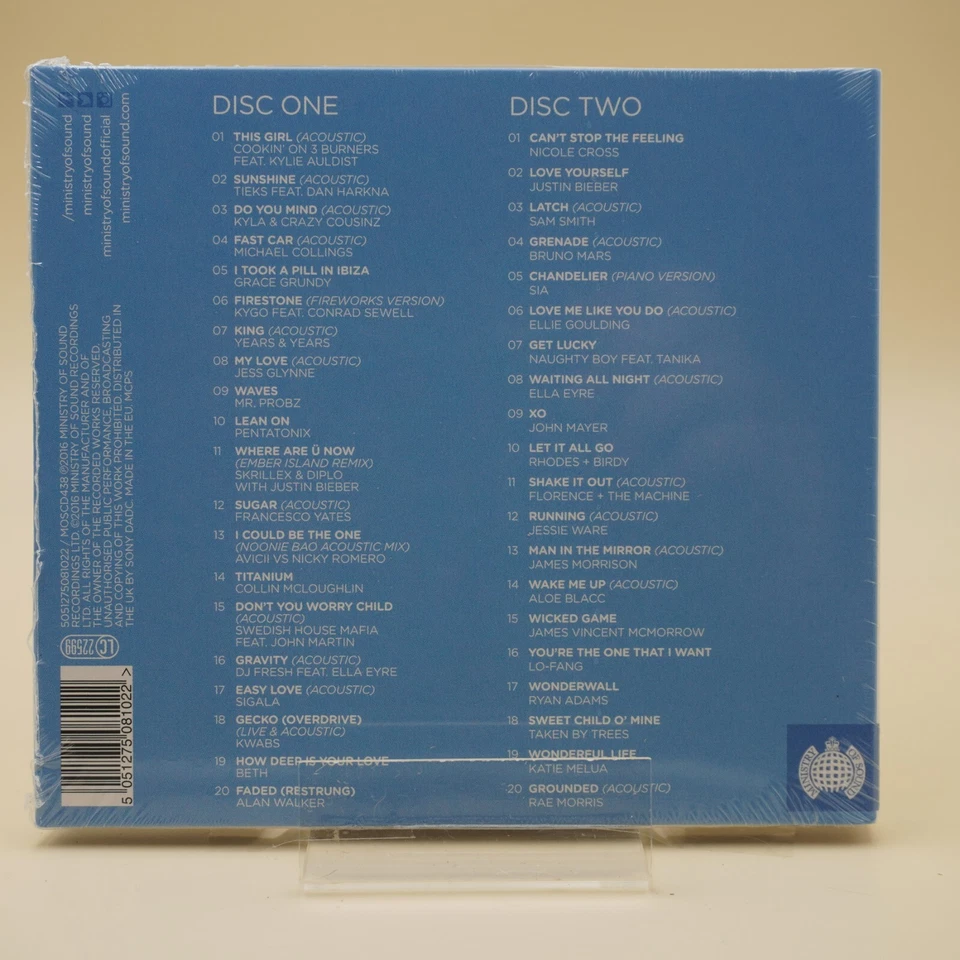 /ministryofsound
ministryofsound
ministryofsoundofficial
ministryofsound.com
5051275081022 / MOSCD438 ℗2016 MINISTRY OF SOUND
RECORDINGS LTD. ©2016 MINISTRY OF SOUND RECORDINGS
LTD. ALL RIGHTS OF THE MANUFACTURER AND OF
THE OWNER OF THE RECORDED WORKS RESERVED.
UNAUTHORISED PUBLIC PERFORMANCE, BROADCASTING
AND COPYING OF THIS WORK PROHIBITED. DISTRIBUTED IN
THE UK BY SONY DADC. MADE IN THE EU. MCPS
LC 22599
5 051275 081022 >
DISC ONE
01 THIS GIRL (ACOUSTIC)
COOKIN' ON 3 BURNERS
FEAT. KYLIE AULDIST
02 SUNSHINE (ACOUSTIC)
TIEKS FEAT. DAN HARKNA
03 DO YOU MIND (ACOUSTIC)
KYLA & CRAZY COUSINZ
04 FAST CAR (ACOUSTIC)
MICHAEL COLLINGS
05 I TOOK A PILL IN IBIZA
GRACE GRUNDY
06 FIRESTONE (FIREWORKS VERSION)
KYGO FEAT. CONRAD SEWELL
07 KING (ACOUSTIC)
YEARS & YEARS
08 MY LOVE (ACOUSTIC)
JESS GLYNNE
09 WAVES
MR. PROBZ
10 LEAN ON
PENTATONIX
11 WHERE ARE Ü NOW
(EMBER ISLAND REMIX)
SKRILLEX & DIPLO
WITH JUSTIN BIEBER
12 SUGAR (ACOUSTIC)
FRANCESCO YATES
13 I COULD BE THE ONE
(NOONIE BAO ACOUSTIC MIX)
AVICII VS NICKY ROMERO
14 TITANIUM
COLLIN MCLOUGHLIN
15 DON'T YOU WORRY CHILD
(ACOUSTIC)
SWEDISH HOUSE MAFIA
FEAT. JOHN MARTIN
16 GRAVITY (ACOUSTIC)
DJ FRESH FEAT. ELLA EYRE
17 EASY LOVE (ACOUSTIC)
SIGALA
18 GECKO (OVERDRIVE)
(LIVE & ACOUSTIC)
KWABS
19 HOW DEEP IS YOUR LOVE
BETH
20 FADED (RESTRUNG)
ALAN WALKER
DISC TWO
01 CAN'T STOP THE FEELING
NICOLE CROSS
02 LOVE YOURSELF
JUSTIN BIEBER
03 LATCH (ACOUSTIC)
SAM SMITH
04 GRENADE (ACOUSTIC)
BRUNO MARS
05 CHANDELIER (PIANO VERSION)
SIA
06 LOVE ME LIKE YOU DO (ACOUSTIC)
ELLIE GOULDING
07 GET LUCKY
NAUGHTY BOY FEAT. TANIKA
08 WAITING ALL NIGHT (ACOUSTIC)
ELLA EYRE
09 XO
JOHN MAYER
10 LET IT ALL GO
RHODES + BIRDY
11 SHAKE IT OUT (ACOUSTIC)
FLORENCE + THE MACHINE
12 RUNNING (ACOUSTIC)
JESSIE WARE
13 MAN IN THE MIRROR (ACOUSTIC)
JAMES MORRISON
14 WAKE ME UP (ACOUSTIC)
ALOE BLACC
15 WICKED GAME
JAMES VINCENT MCMORROW
16 YOU'RE THE ONE THAT I WANT
LO-FANG
17 WONDERWALL
RYAN ADAMS
18 SWEET CHILD O' MINE
TAKEN BY TREES
19 WONDERFUL LIFE
KATIE MELUA
20 GROUNDED (ACOUSTIC)
RAE MORRIS
MINISTRY OF SOUND